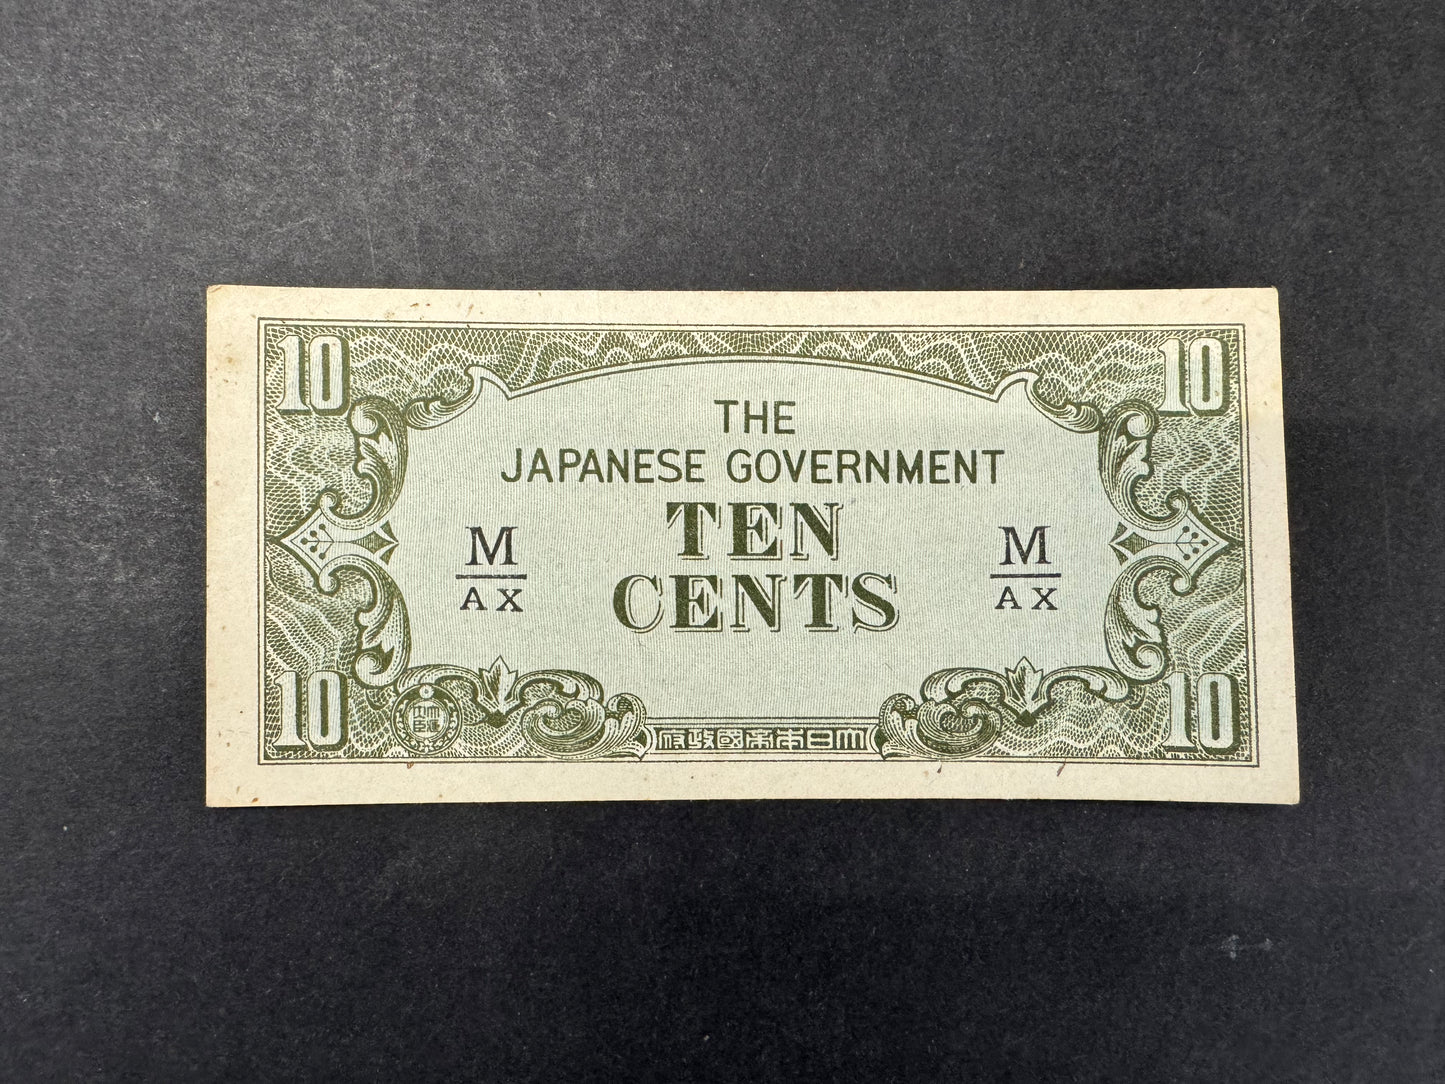 10 10
THE
JAPANESE GOVERNMENT
TEN
CENTS
M M
AX AX
10 10
府政國帝本日大